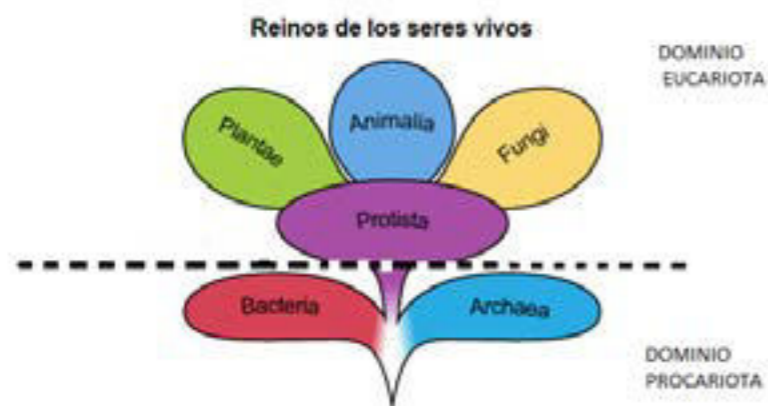 Reinos de los seres vivos
DOMINIO
EUCARIOTA
Plantae
Animalia
Fungi
Protista
Bacteria
Archaea
DOMINIO
PROCARIOTA